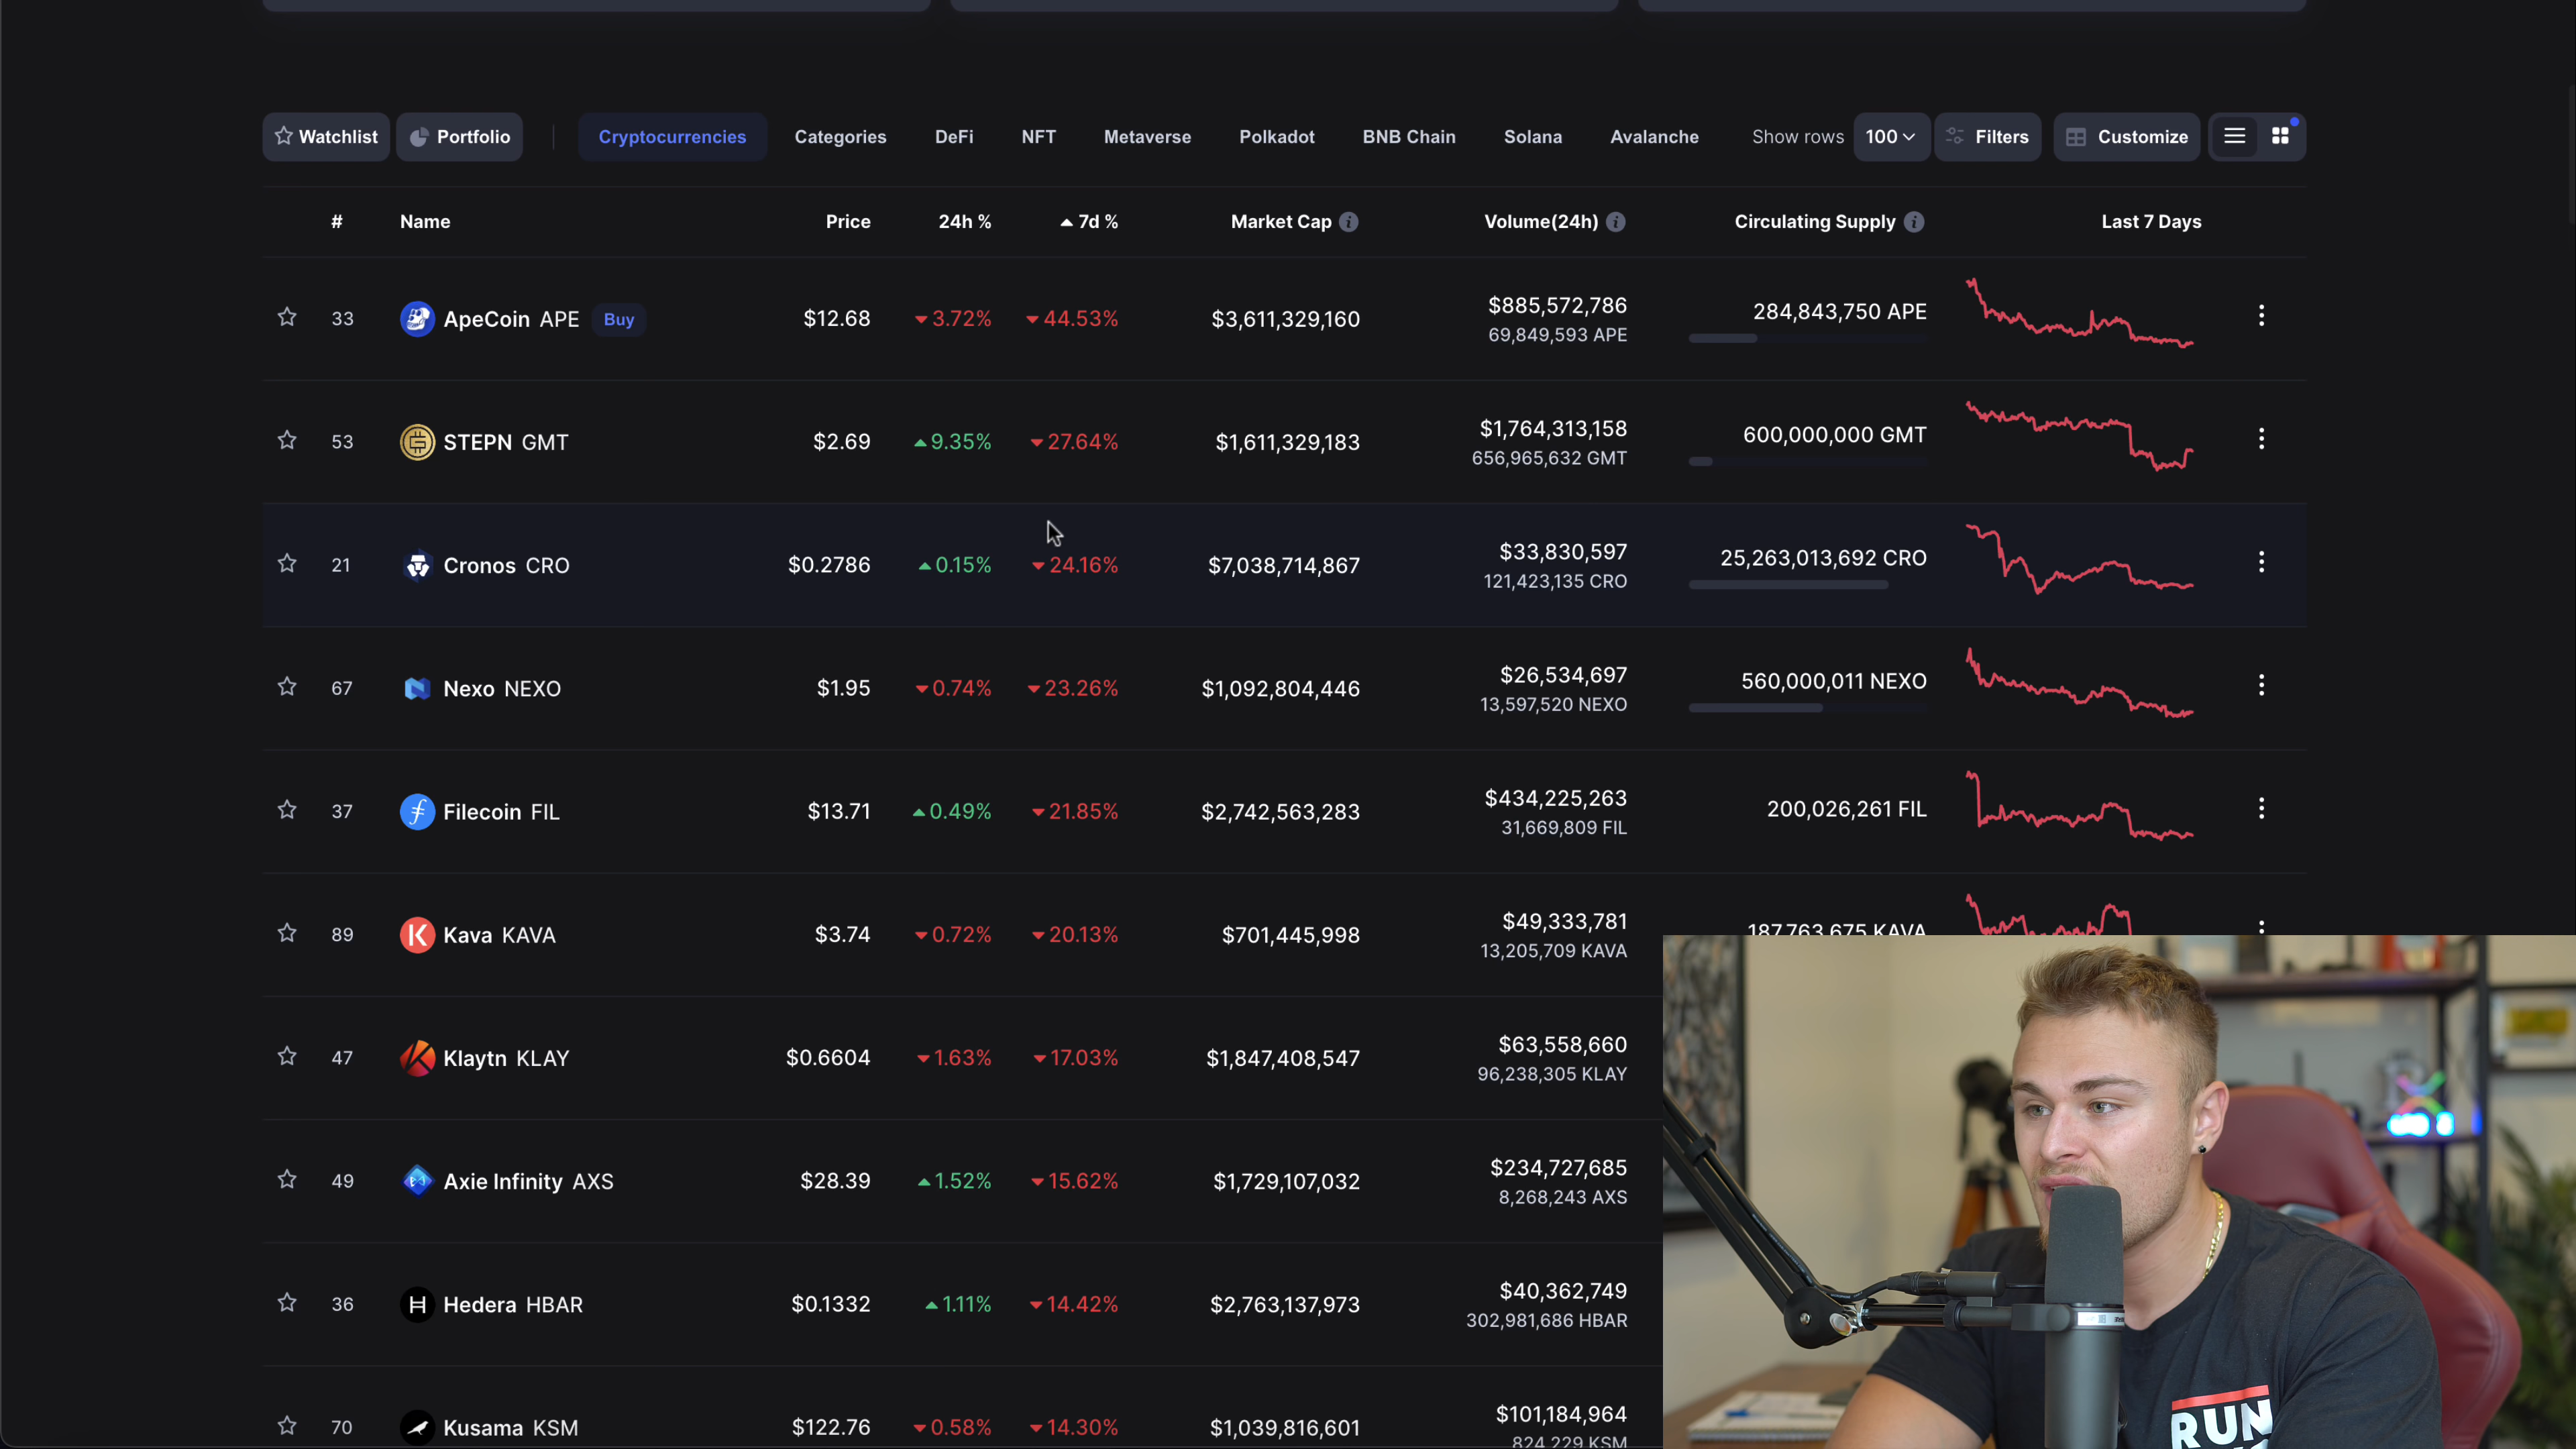 Watchlist Portfolio Cryptocurrencies Categories DeFi NFT Metaverse Polkadot BNB Chain Solana Avalanche Show rows 100 Filters Customize
# Name Price 24h % 7d % Market Cap Volume(24h) Circulating Supply Last 7 Days
33 ApeCoin APE Buy $12.68 3.72% 44.53% $3,611,329,160 $885,572,786 284,843,750 APE
69,849,593 APE
53 STEPN GMT $2.69 9.35% 27.64% $1,611,329,183 $1,764,313,158 600,000,000 GMT
656,965,632 GMT
21 Cronos CRO $0.2786 0.15% 24.16% $7,038,714,867 $33,830,597 25,263,013,692 CRO
121,423,135 CRO
67 Nexo NEXO $1.95 0.74% 23.26% $1,092,804,446 $26,534,697 560,000,011 NEXO
13,597,520 NEXO
37 Filecoin FIL $13.71 0.49% 21.85% $2,742,563,283 $434,225,263 200,026,261 FIL
31,669,809 FIL
89 Kava KAVA $3.74 0.72% 20.13% $701,445,998 $49,333,781 187,763,675 KAVA
13,205,709 KAVA
47 Klaytn KLAY $0.6604 1.63% 17.03% $1,847,408,547 $63,558,660
96,238,305 KLAY
49 Axie Infinity AXS $28.39 1.52% 15.62% $1,729,107,032 $234,727,685
8,268,243 AXS
36 Hedera HBAR $0.1332 1.11% 14.42% $2,763,137,973 $40,362,749
302,981,686 HBAR
70 Kusama KSM $122.76 0.58% 14.30% $1,039,816,601 $101,184,964
824,229 KSM
RUN